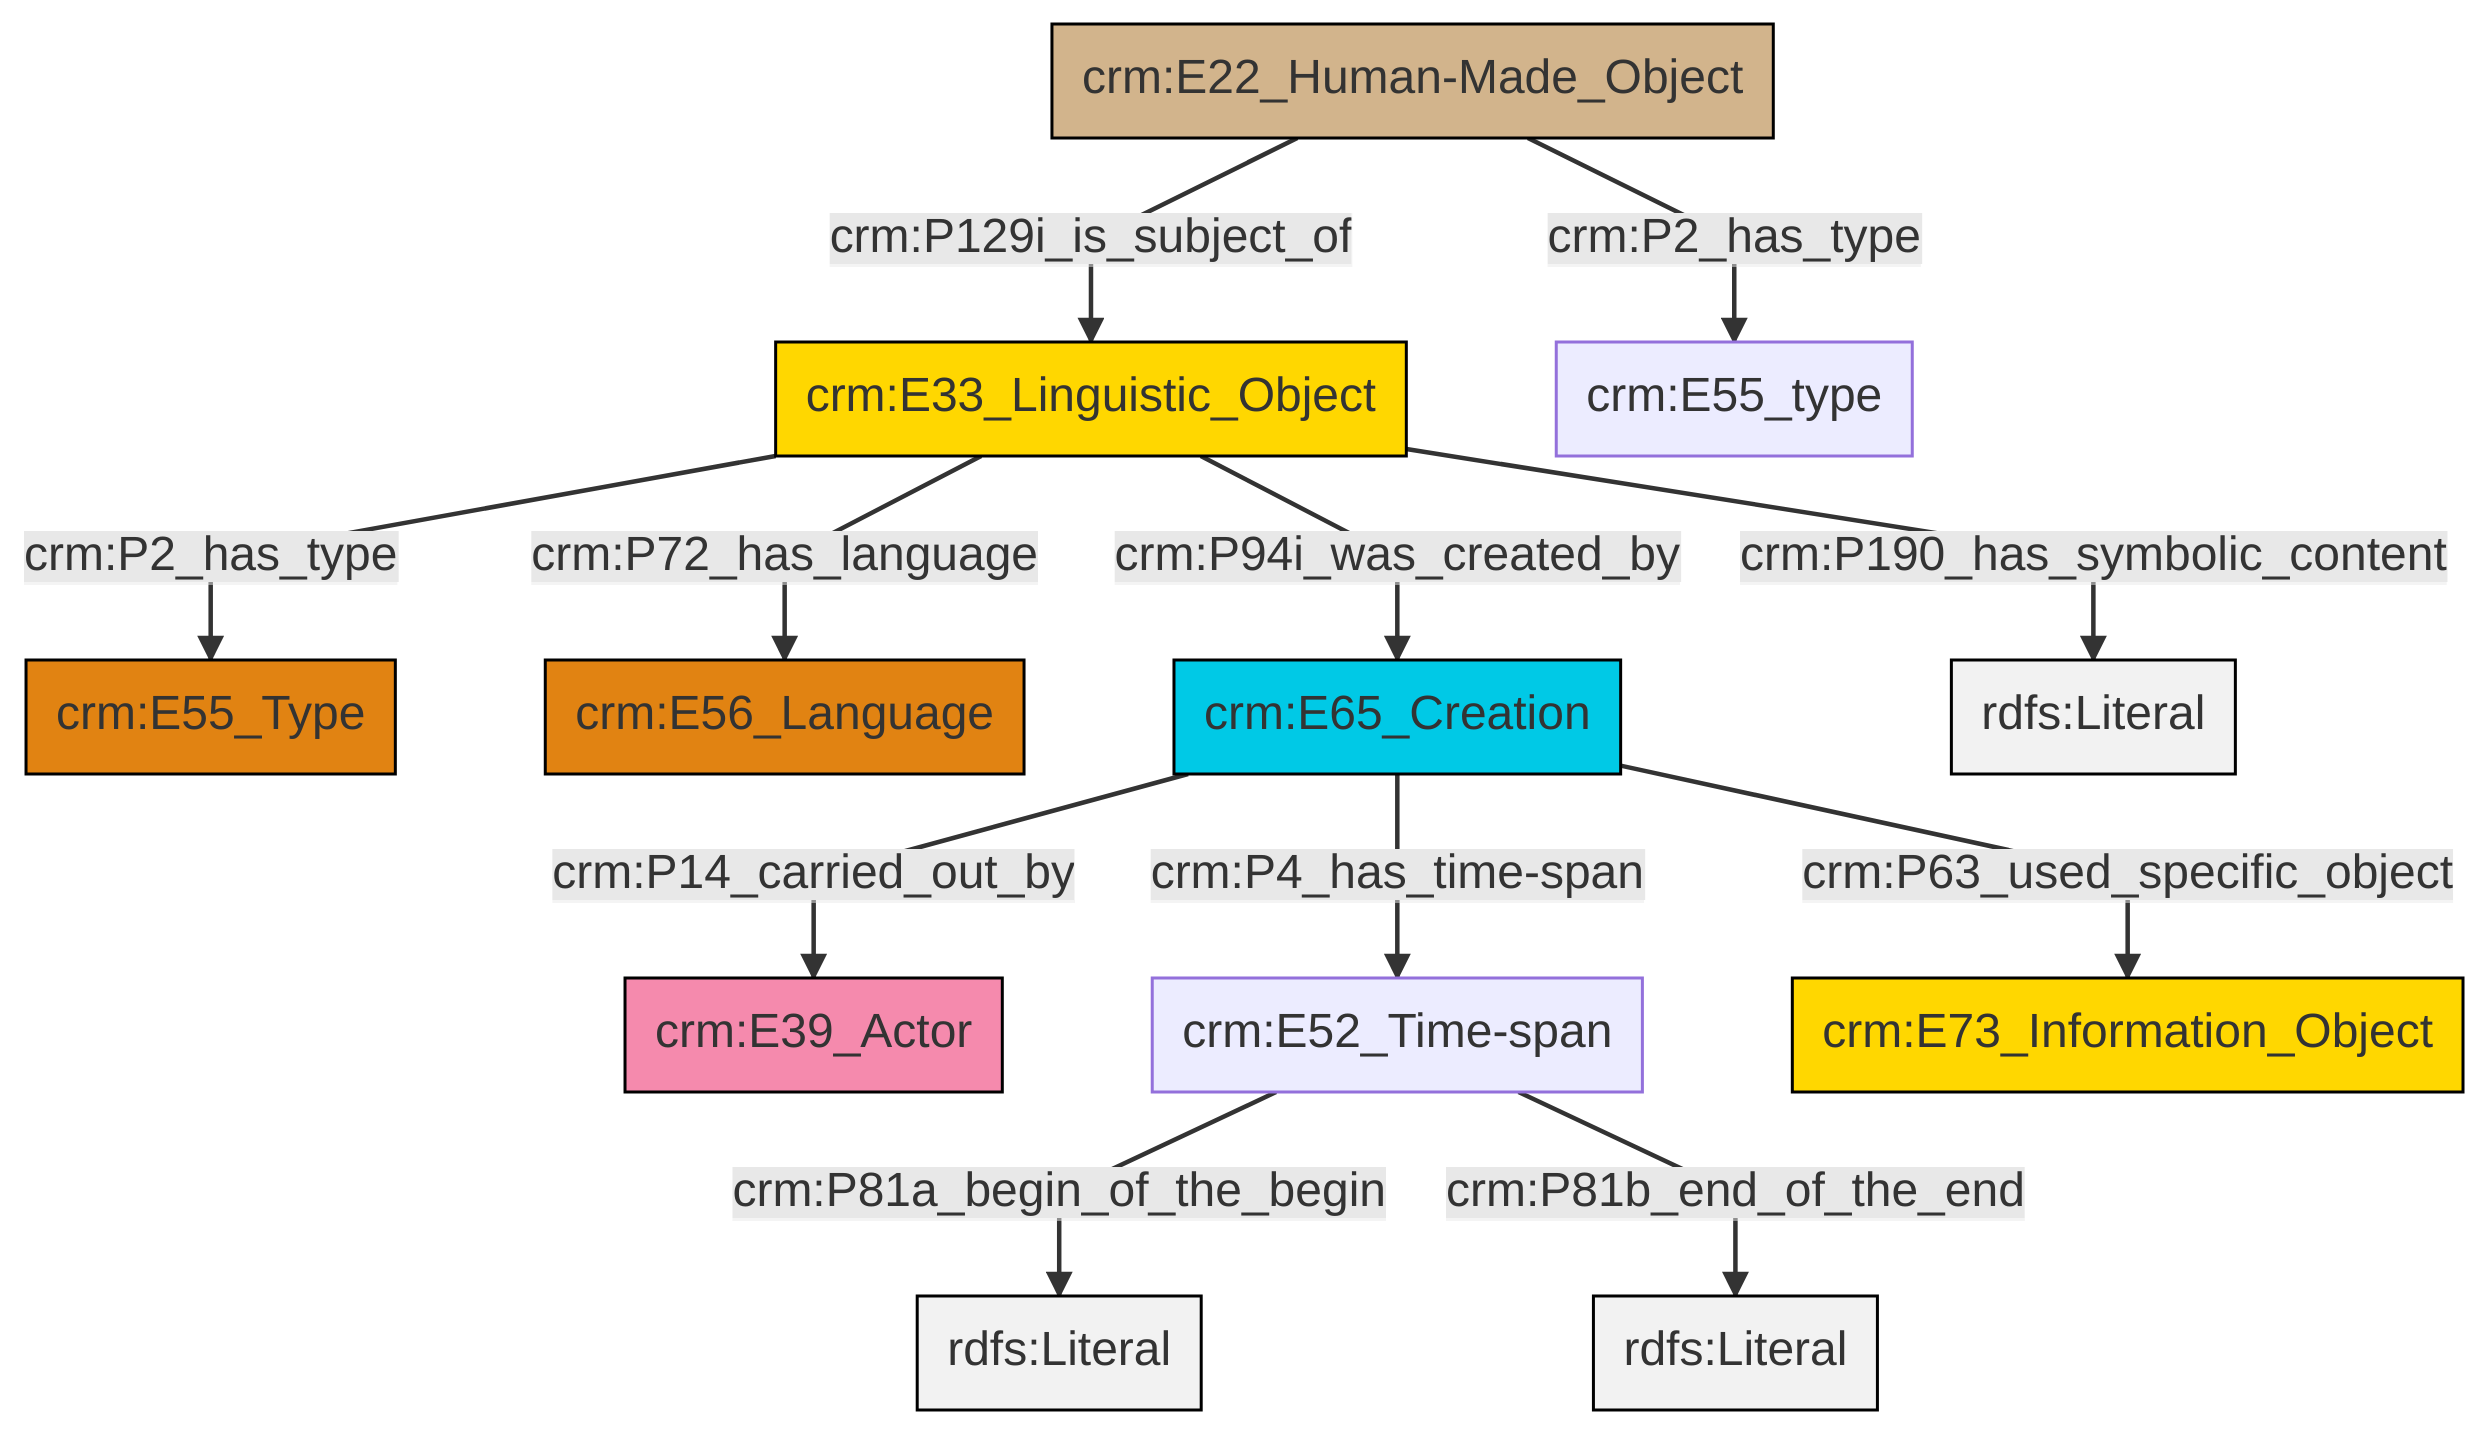 crm:E22_Human-Made_Object
crm:P129i_is_subject_of
crm:P2_has_type
crm:E33_Linguistic_Object
crm:E55_type
crm:P2_has_type
crm:P72_has_language
crm:P94i_was_created_by
crm:P190_has_symbolic_content
crm:E55_Type
crm:E56_Language
crm:E65_Creation
rdfs:Literal
crm:P14_carried_out_by
crm:P4_has_time-span
crm:P63_used_specific_object
crm:E39_Actor
crm:E52_Time-span
crm:E73_Information_Object
crm:P81a_begin_of_the_begin
crm:P81b_end_of_the_end
rdfs:Literal
rdfs:Literal